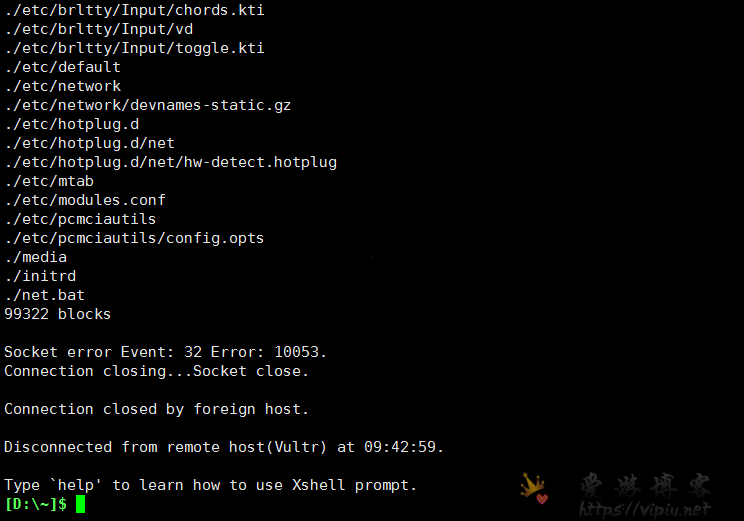 ./etc/brltty/Input/chords.kti
./etc/brltty/Input/vd
./etc/brltty/Input/toggle.kti
./etc/default
./etc/network
./etc/network/devnames-static.gz
./etc/hotplug.d
./etc/hotplug.d/net
./etc/hotplug.d/net/hw-detect.hotplug
./etc/mtab
./etc/modules.conf
./etc/pcmciautils
./etc/pcmciautils/config.opts
./media
./initrd
./net.bat
99322 blocks
Socket error Event: 32 Error: 10053.
Connection closing...Socket close.
Connection closed by foreign host.
Disconnected from remote host(Vultr) at 09:42:59.
Type `help' to learn how to use Xshell prompt.
[D:\~]$
爱游博客
https://vipiu.net